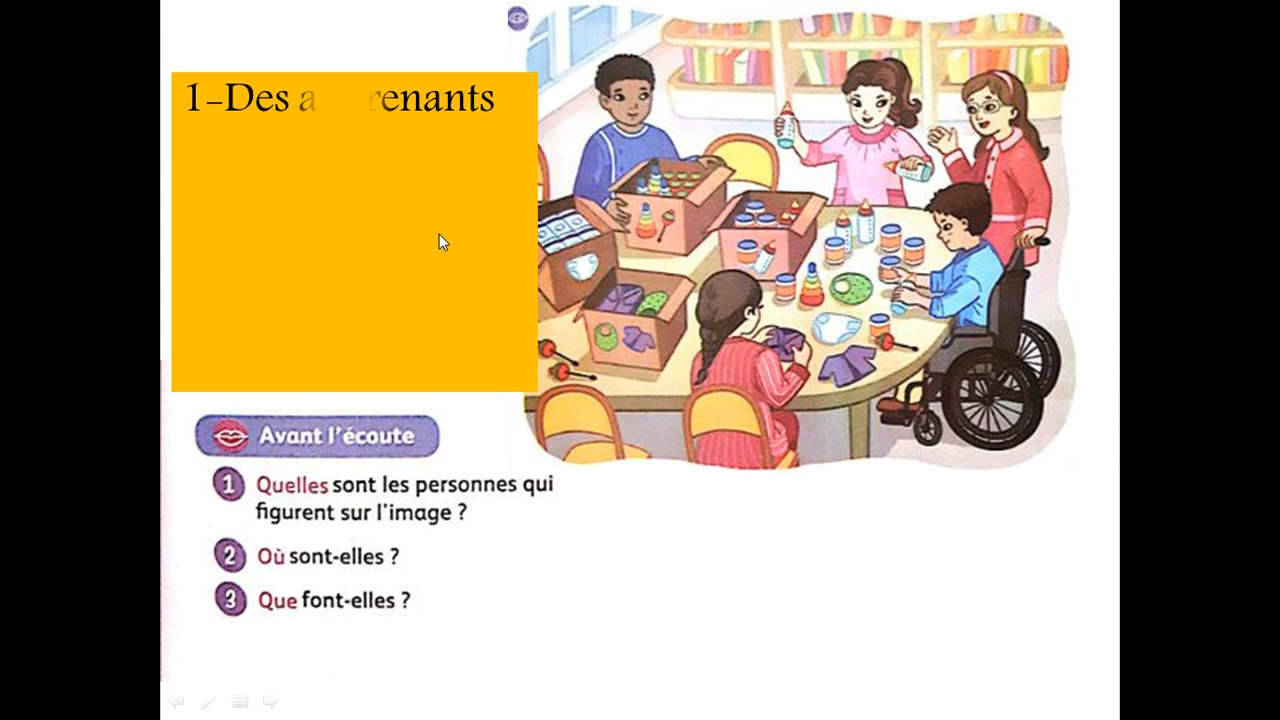 1-Des apprenants
Avant l'écoute
1 Quelles sont les personnes qui
figurent sur l'image ?
2 Où sont-elles ?
3 Que font-elles ?